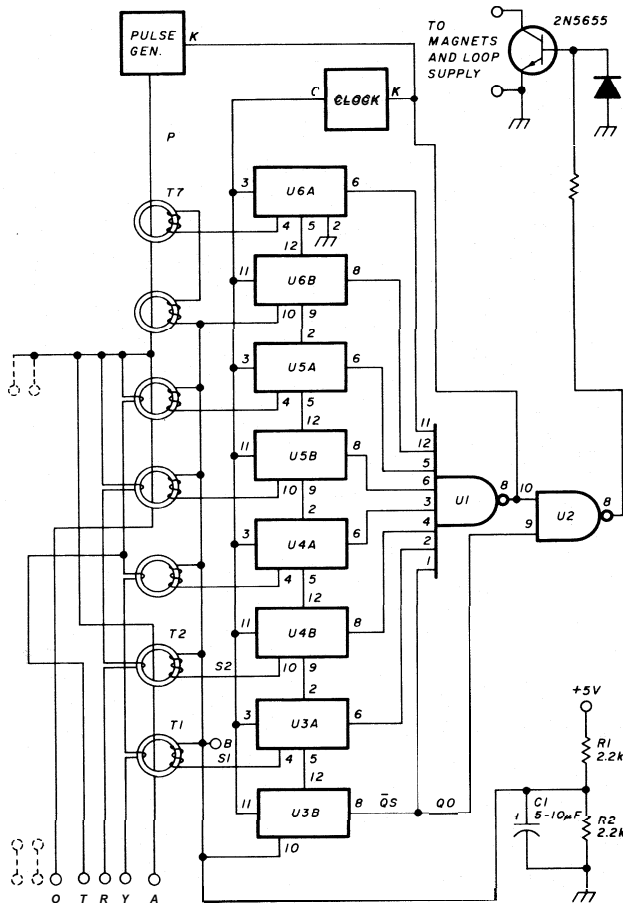 PULSE GEN.
K
TO MAGNETS AND LOOP SUPPLY
2N5655
C
CLOCK
K
P
T7
3
U6A
6
4
5
2
12
11
U6B
8
10
9
2
3
U5A
6
4
5
12
11
U5B
8
10
9
2
3
U4A
6
4
5
12
11
U4B
8
10
9
2
3
U3A
6
4
5
12
11
U3B
8
10
11
12
5
6
3
4
2
1
U1
8
10
9
U2
8
T2
S2
T1
B
S1
Q̅S
QO
+5V
R1
2.2k
C1
5-10μF
R2
2.2k
O T R Y A